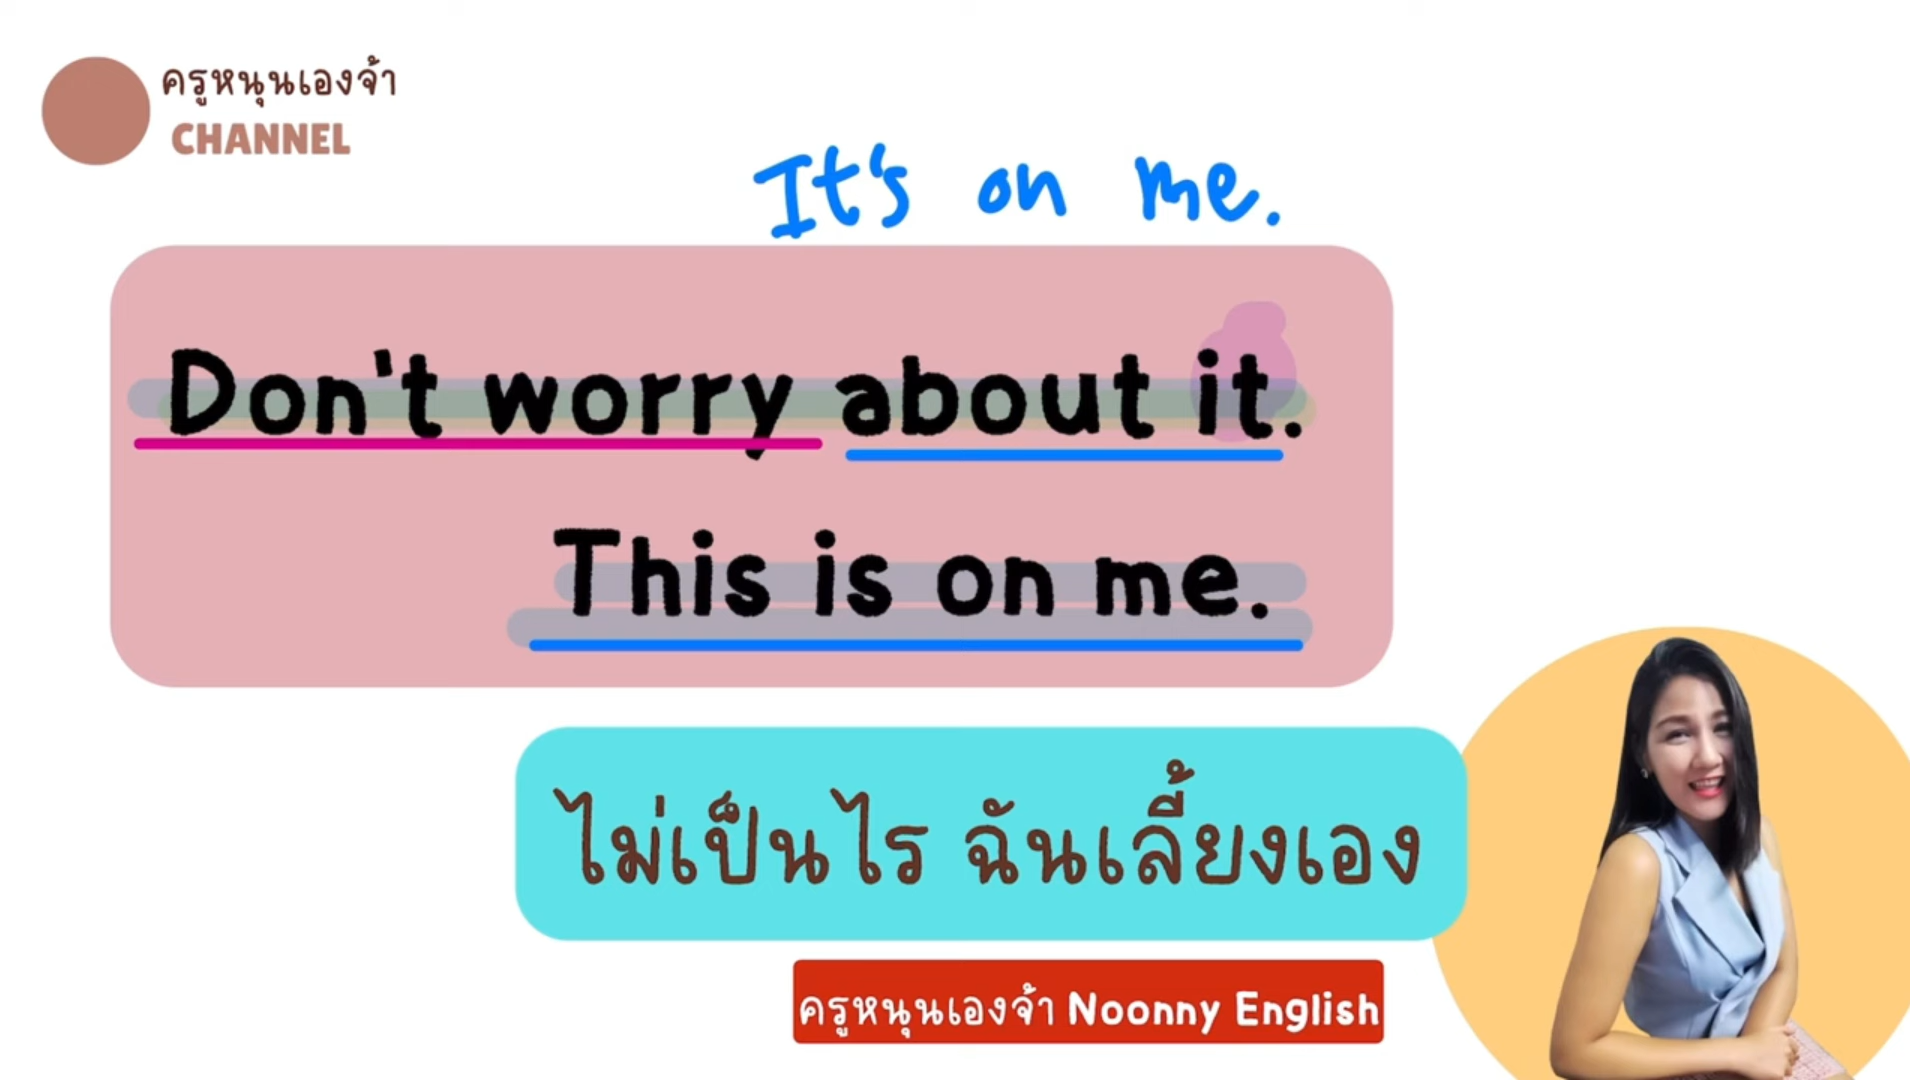 ครูหนุนเองจ้า
CHANNEL
It's on me.
Don't worry about it.
This is on me.
ไม่เป็นไร ฉันเลี้ยงเอง
ครูหนุนเองจ้า Noonny English